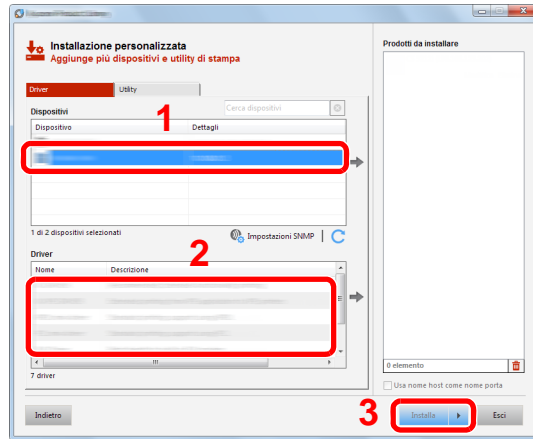 Installazione personalizzata
Aggiunge più dispositivi e utility di stampa
Prodotti da installare
Driver
Utility
1
Dispositivi
Cerca dispositivi
Dispositivo
Dettagli
1 di 2 dispositivi selezionati
Impostazioni SNMP
2
Driver
Nome
Descrizione
7 driver
0 elemento
Usa nome host come nome porta
Indietro
3
Installa
Esci